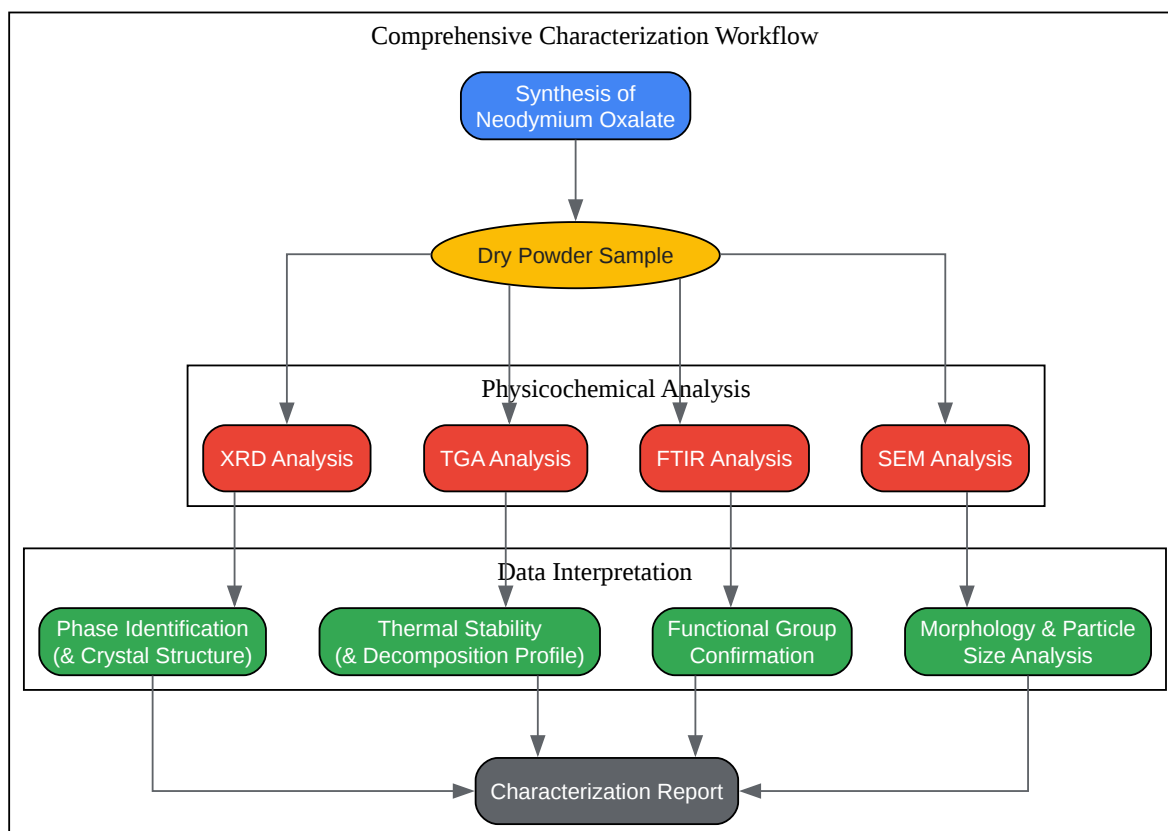 Comprehensive Characterization Workflow
Synthesis of
Neodymium Oxalate
Dry Powder Sample
Physicochemical Analysis
XRD Analysis
TGA Analysis
FTIR Analysis
SEM Analysis
Data Interpretation
Phase Identification
(& Crystal Structure)
Thermal Stability
(& Decomposition Profile)
Functional Group
Confirmation
Morphology & Particle
Size Analysis
Characterization Report